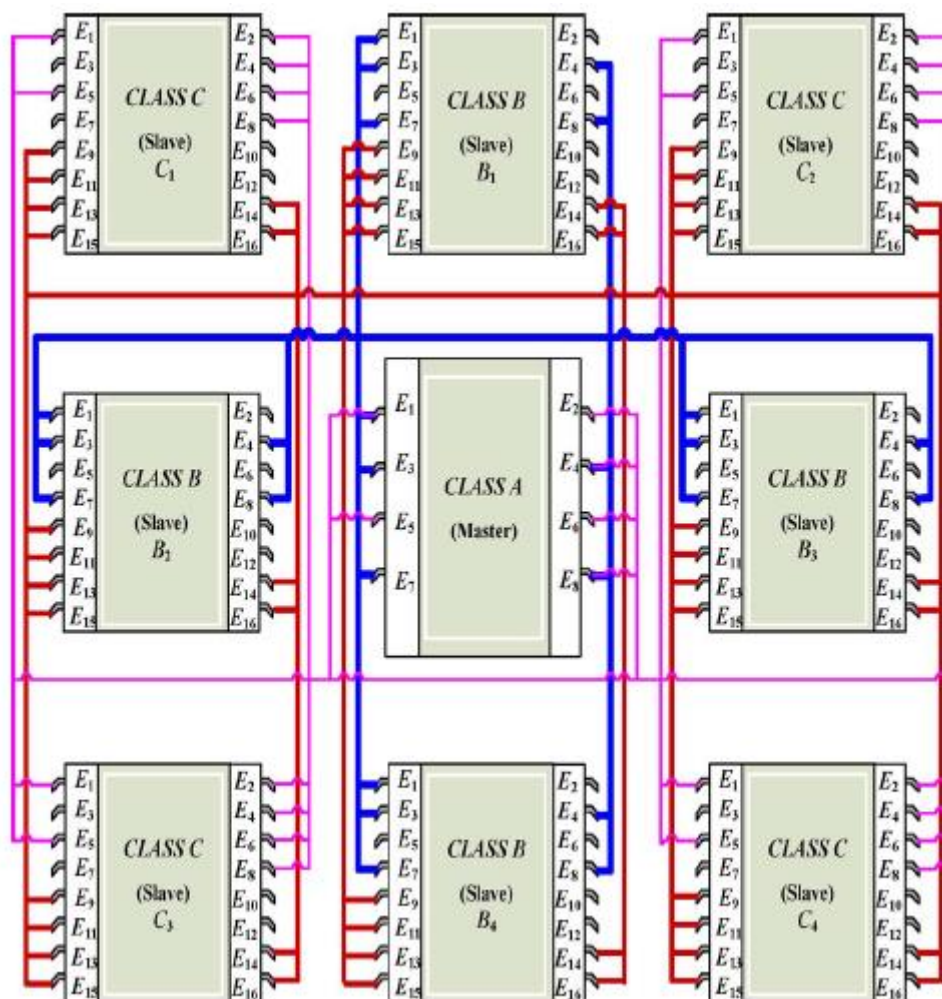 E1 E2 E1 E2 E1 E2
E3 E4 E3 E4 E3 E4
E5 CLASS C E6 E5 CLASS B E6 E5 CLASS C E6
E7 (Slave) E8 E7 (Slave) E8 E7 (Slave) E8
E9 C1 E10 E9 B1 E10 E9 C2 E10
E11 E12 E11 E12 E11 E12
E13 E14 E13 E14 E13 E14
E15 E16 E15 E16 E15 E16
E1 E2 E1 E2 E1 E2
E3 E4 E3 E4 E3 E4
E5 CLASS B E6 E5 CLASS A E6 E5 CLASS B E6
E7 (Slave) E8 E7 (Master) E8 E7 (Slave) E8
E9 B2 E10 E9 B3 E10
E11 E12 E11 E12
E13 E14 E13 E14
E15 E16 E15 E16
E1 E2 E1 E2 E1 E2
E3 E4 E3 E4 E3 E4
E5 CLASS C E6 E5 CLASS B E6 E5 CLASS C E6
E7 (Slave) E8 E7 (Slave) E8 E7 (Slave) E8
E9 C3 E10 E9 B4 E10 E9 C4 E10
E11 E12 E11 E12 E11 E12
E13 E14 E13 E14 E13 E14
E15 E16 E15 E16 E15 E16